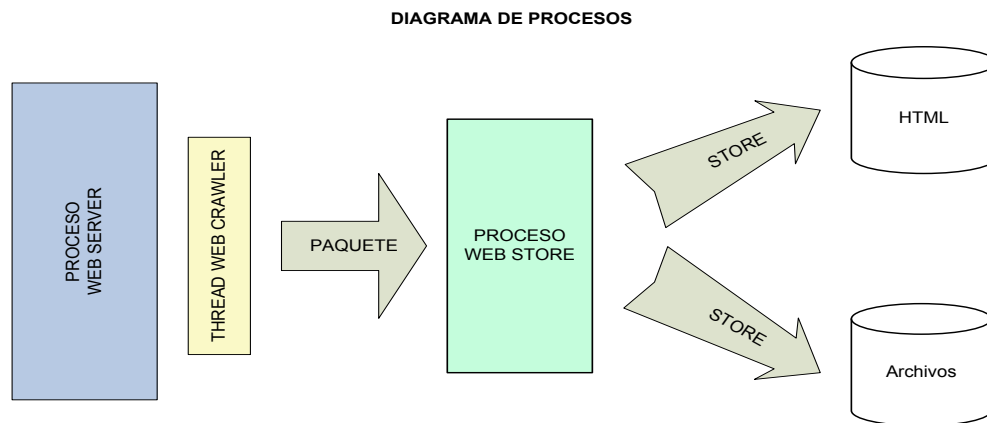 DIAGRAMA DE PROCESOS
PROCESO
WEB SERVER
THREAD WEB CRAWLER
PAQUETE
PROCESO
WEB STORE
STORE
HTML
STORE
Archivos